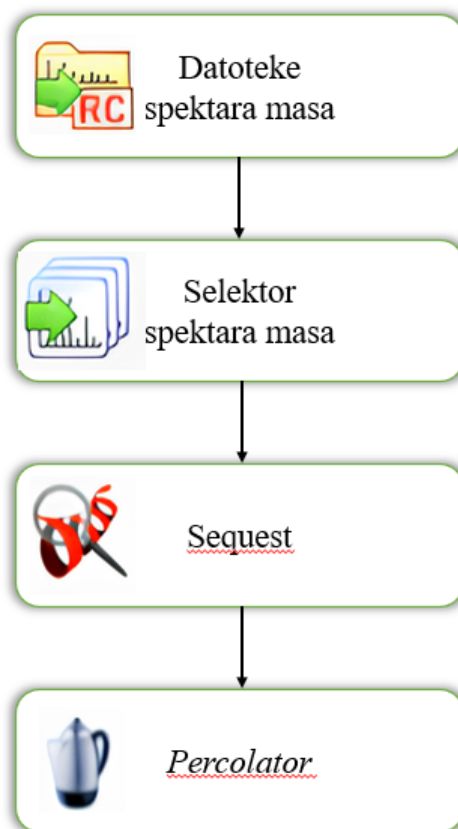 RC
Datoteke
spektara masa
Selektor
spektara masa
Sequest
Percolator